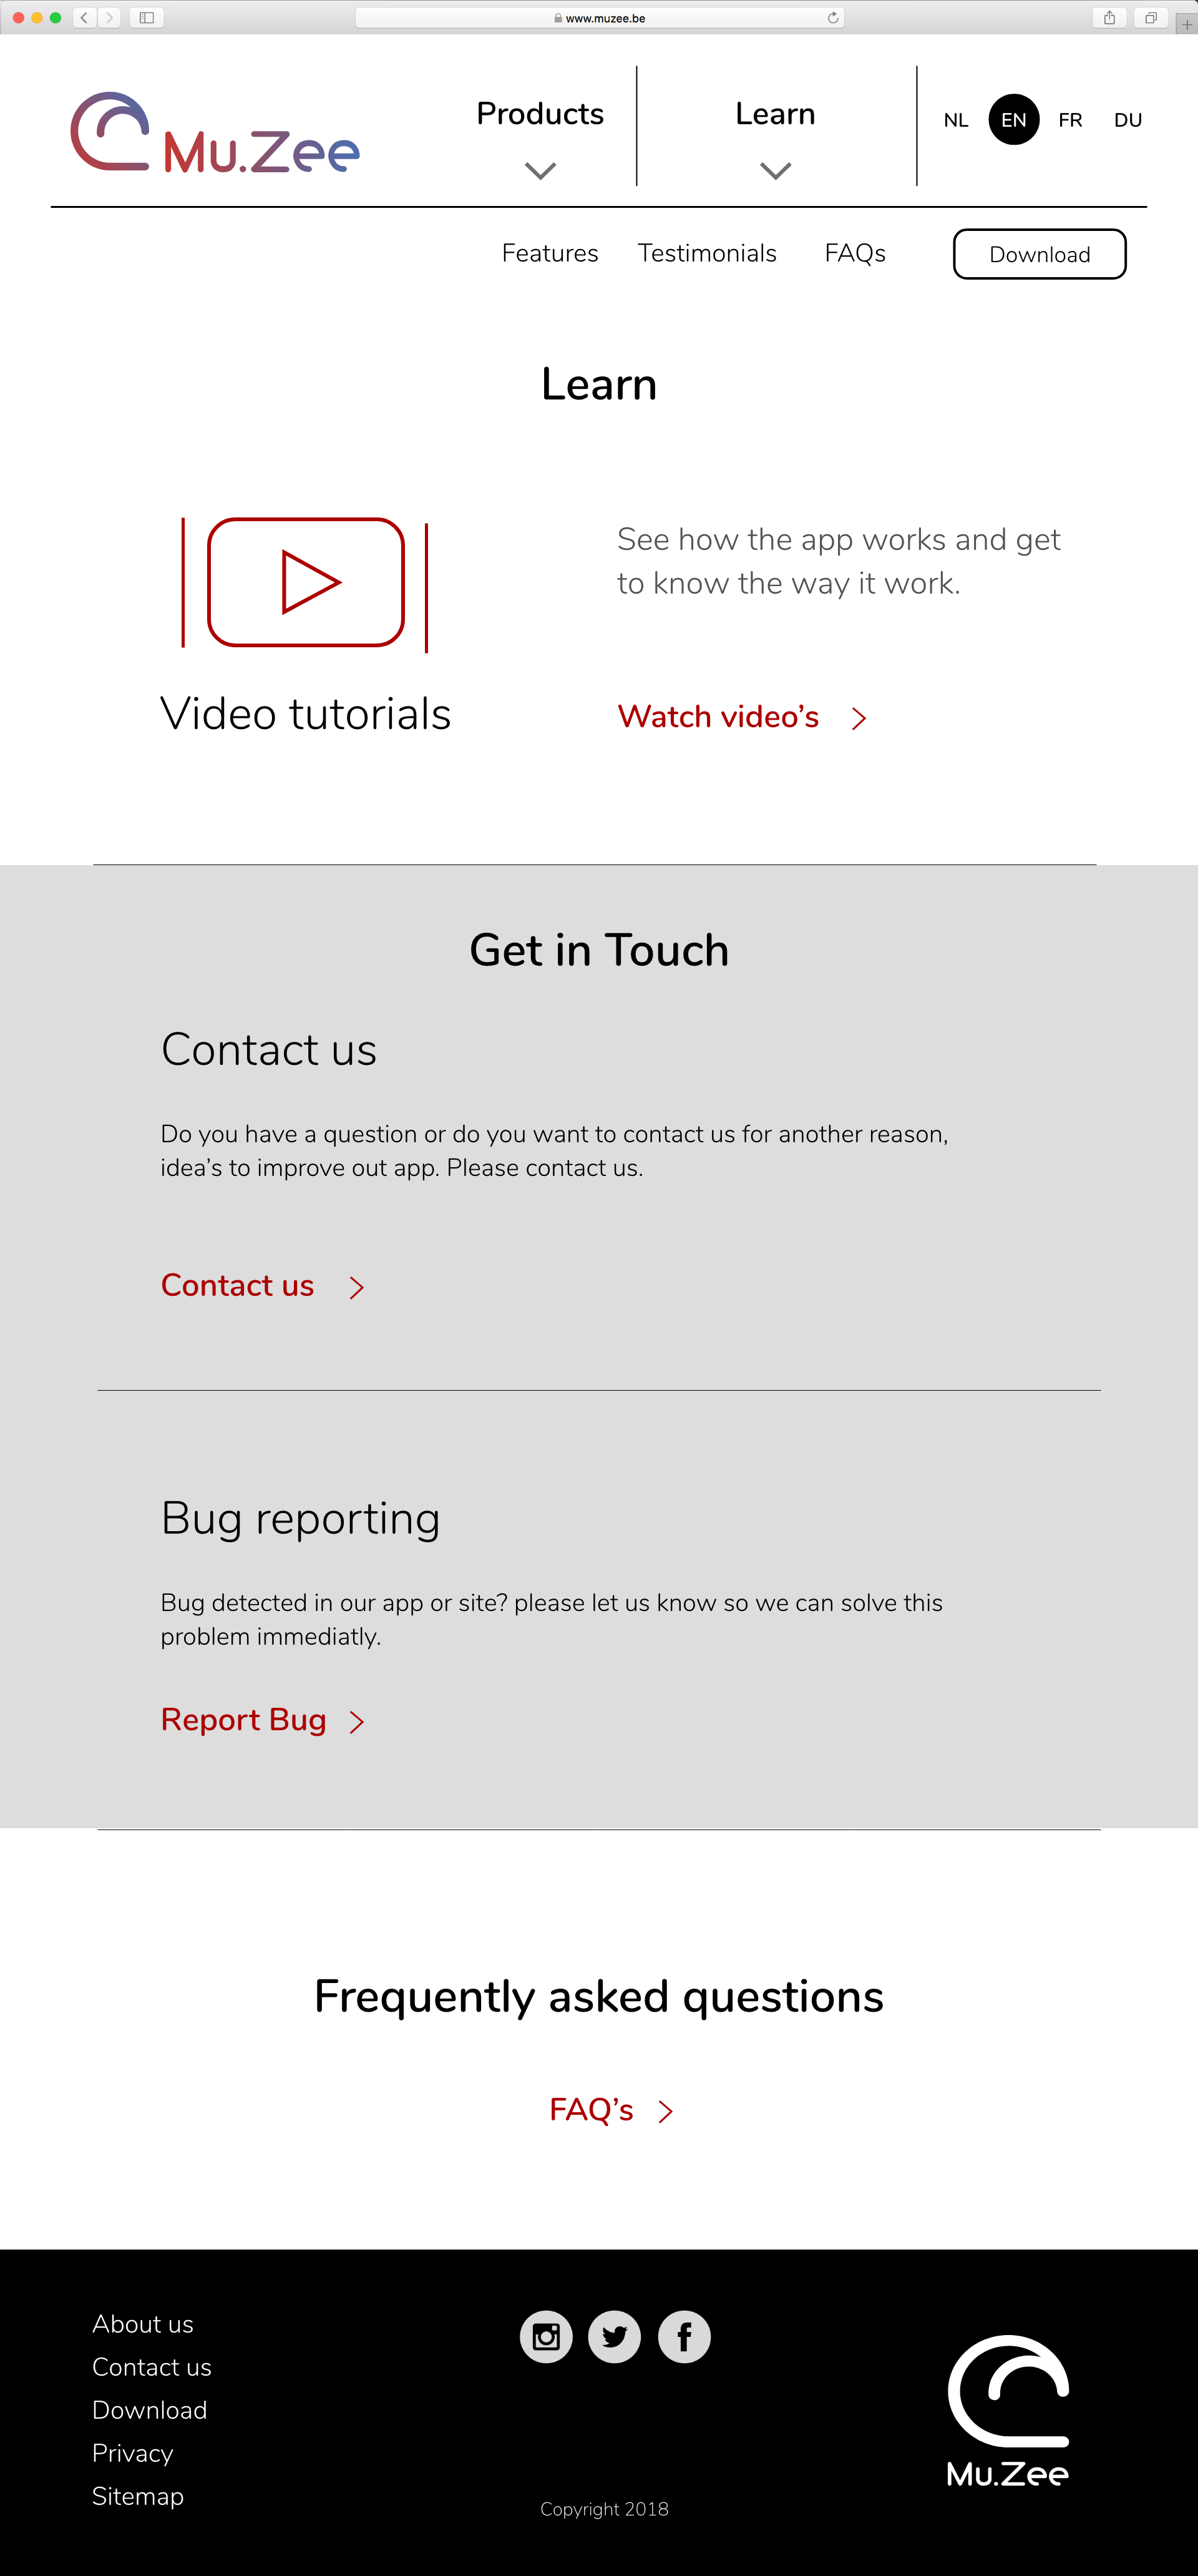 www.muzee.be
Mu.Zee
Products
Learn
NL EN FR DU
Features Testimonials FAQs Download
Learn
See how the app works and get
to know the way it work.
Video tutorials
Watch video’s
Get in Touch
Contact us
Do you have a question or do you want to contact us for another reason,
idea’s to improve out app. Please contact us.
Contact us
Bug reporting
Bug detected in our app or site? please let us know so we can solve this
problem immediatly.
Report Bug
Frequently asked questions
FAQ’s
About us
Contact us
Download
Privacy
Sitemap
Copyright 2018
Mu.Zee